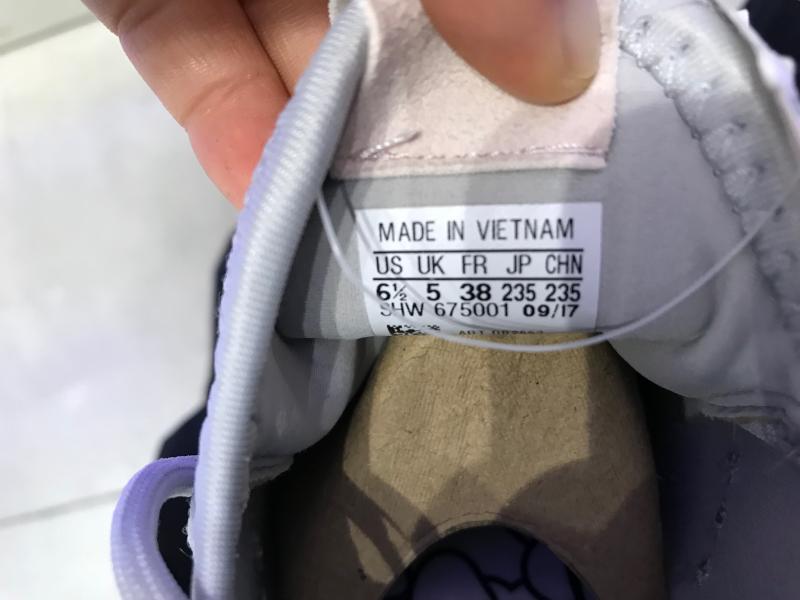 MADE IN VIETNAM
US UK FR JP CHN
6½ 5 38 235 235
SHW 675001 09/17